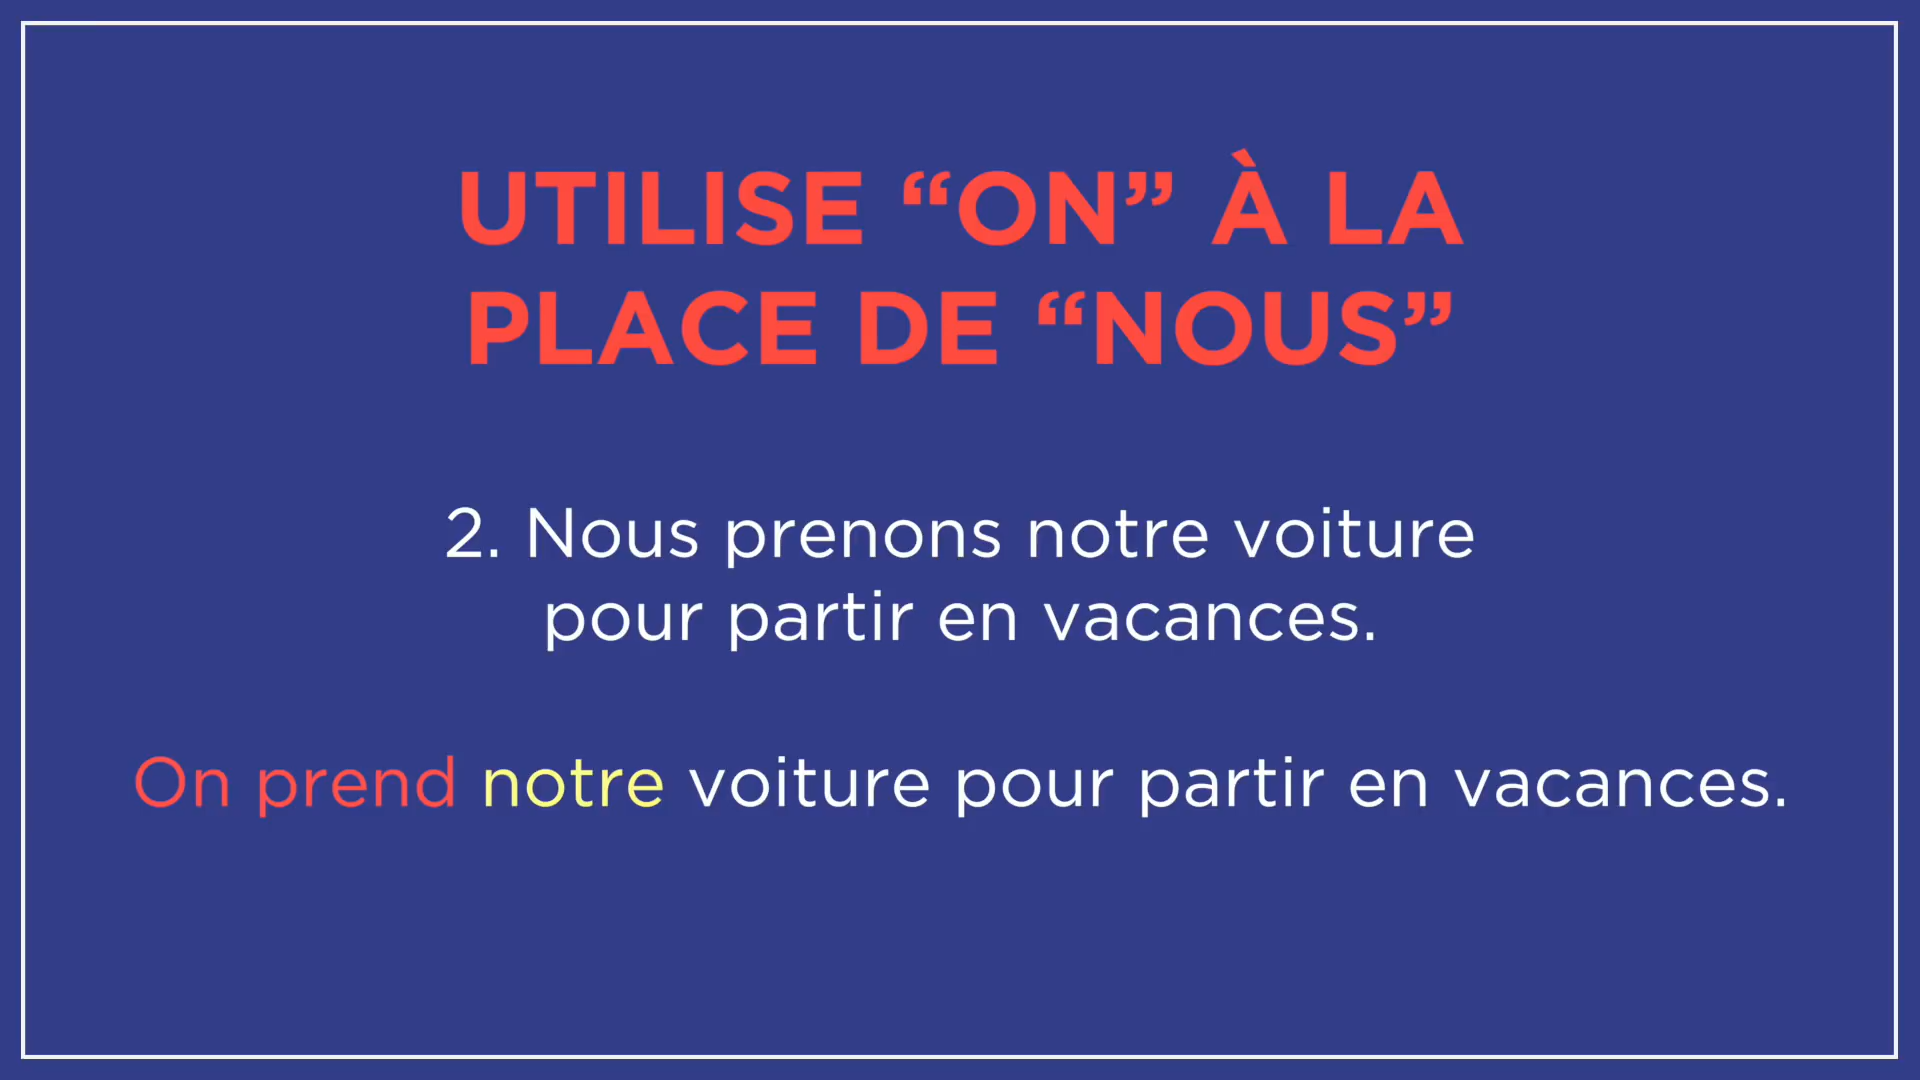 UTILISE “ON” À LA
PLACE DE “NOUS”
2. Nous prenons notre voiture
pour partir en vacances.
On prend notre voiture pour partir en vacances.